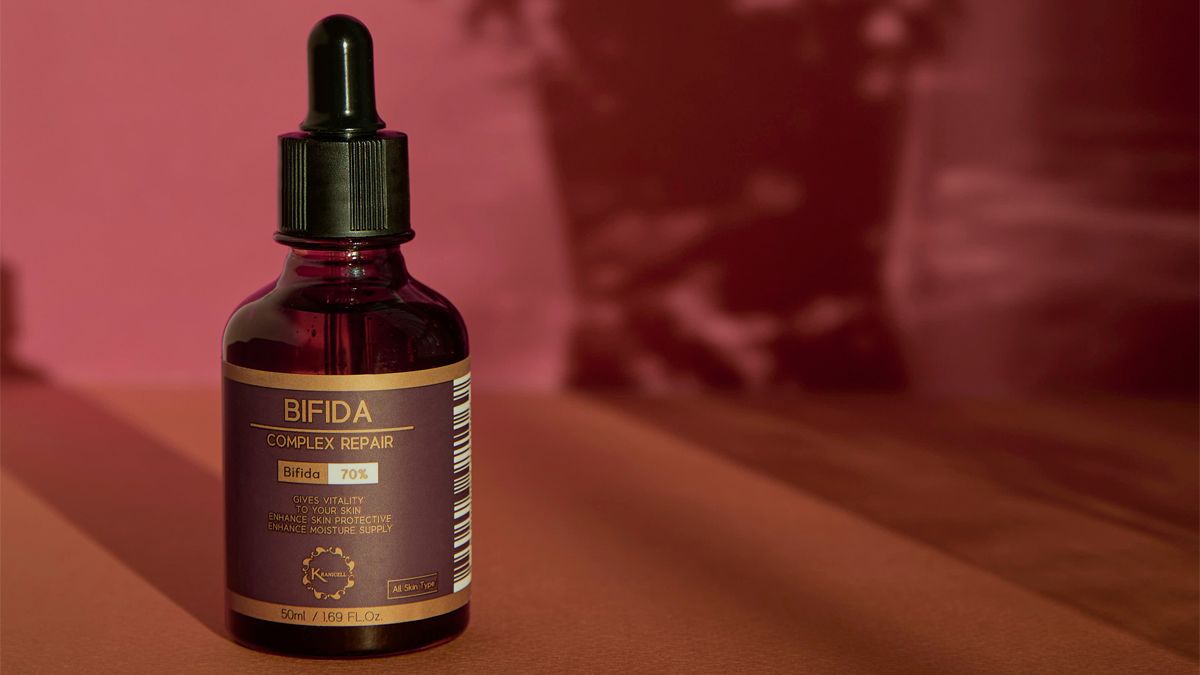 BIFIDA
COMPLEX REPAIR
Bifida 70%
GIVES VITALITY
TO YOUR SKIN
ENHANCE SKIN PROTECTIVE
ENHANCE MOISTURE SUPPLY
KRANICELL
All Skin Type
50ml / 1.69 FL.Oz.